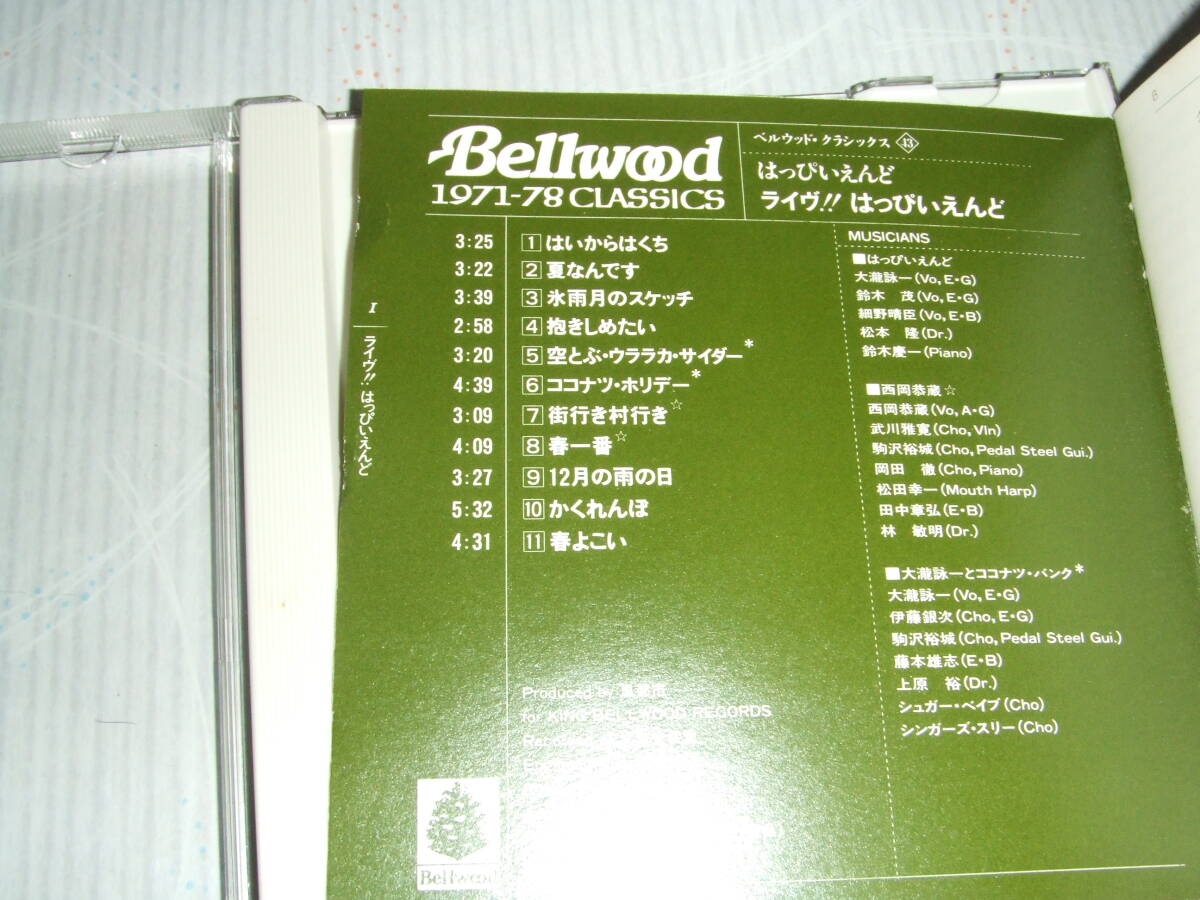 Bellwood
1971-78 CLASSICS
ベルウッド・クラシックス 13
はっぴいえんど
ライヴ!! はっぴいえんど
I ライヴ!! はっぴいえんど
3:25 1 はいからはくち
3:22 2 夏なんです
3:39 3 氷雨月のスケッチ
2:58 4 抱きしめたい
3:20 5 空とぶ・ウララカ・サイダー*
4:39 6 ココナツ・ホリデー*
3:09 7 街行き村行き☆
4:09 8 春一番☆
3:27 9 12月の雨の日
5:32 10 かくれんぼ
4:31 11 春よこい
MUSICIANS
■はっぴいえんど
大瀧詠一(Vo, E・G)
鈴木 茂(Vo, E・G)
細野晴臣(Vo, E・B)
松本 隆(Dr.)
鈴木慶一(Piano)
■西岡恭蔵☆
西岡恭蔵(Vo, A・G)
武川雅寛(Cho, Vln)
駒沢裕城(Cho, Pedal Steel Gui.)
岡田 徹(Cho, Piano)
松田幸一(Mouth Harp)
田中章弘(E・B)
林 敏明(Dr.)
■大瀧詠一とココナツ・バンク*
大瀧詠一(Vo, E・G)
伊藤銀次(Cho, E・G)
駒沢裕城(Cho, Pedal Steel Gui.)
藤本雄志(E・B)
上原 裕(Dr.)
シュガー・ベイブ(Cho)
シンガーズ・スリー(Cho)
Produced by
for KING BELLWOOD RECORDS
Bellwood
6